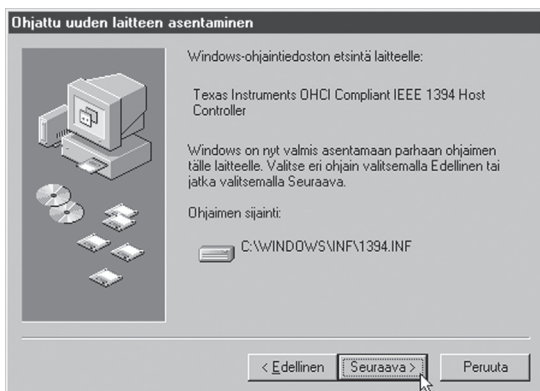 Ohjattu uuden laitteen asentaminen
Windows-ohjaintiedoston etsintä laitteelle:
Texas Instruments OHCI Compliant IEEE 1394 Host
Controller
Windows on nyt valmis asentamaan parhaan ohjaimen
tälle laitteelle. Valitse eri ohjain valitsemalla Edellinen tai
jatka valitsemalla Seuraava.
Ohjaimen sijainti:
C:\WINDOWS\INF\1394.INF
< Edellinen
Seuraava >
Peruuta